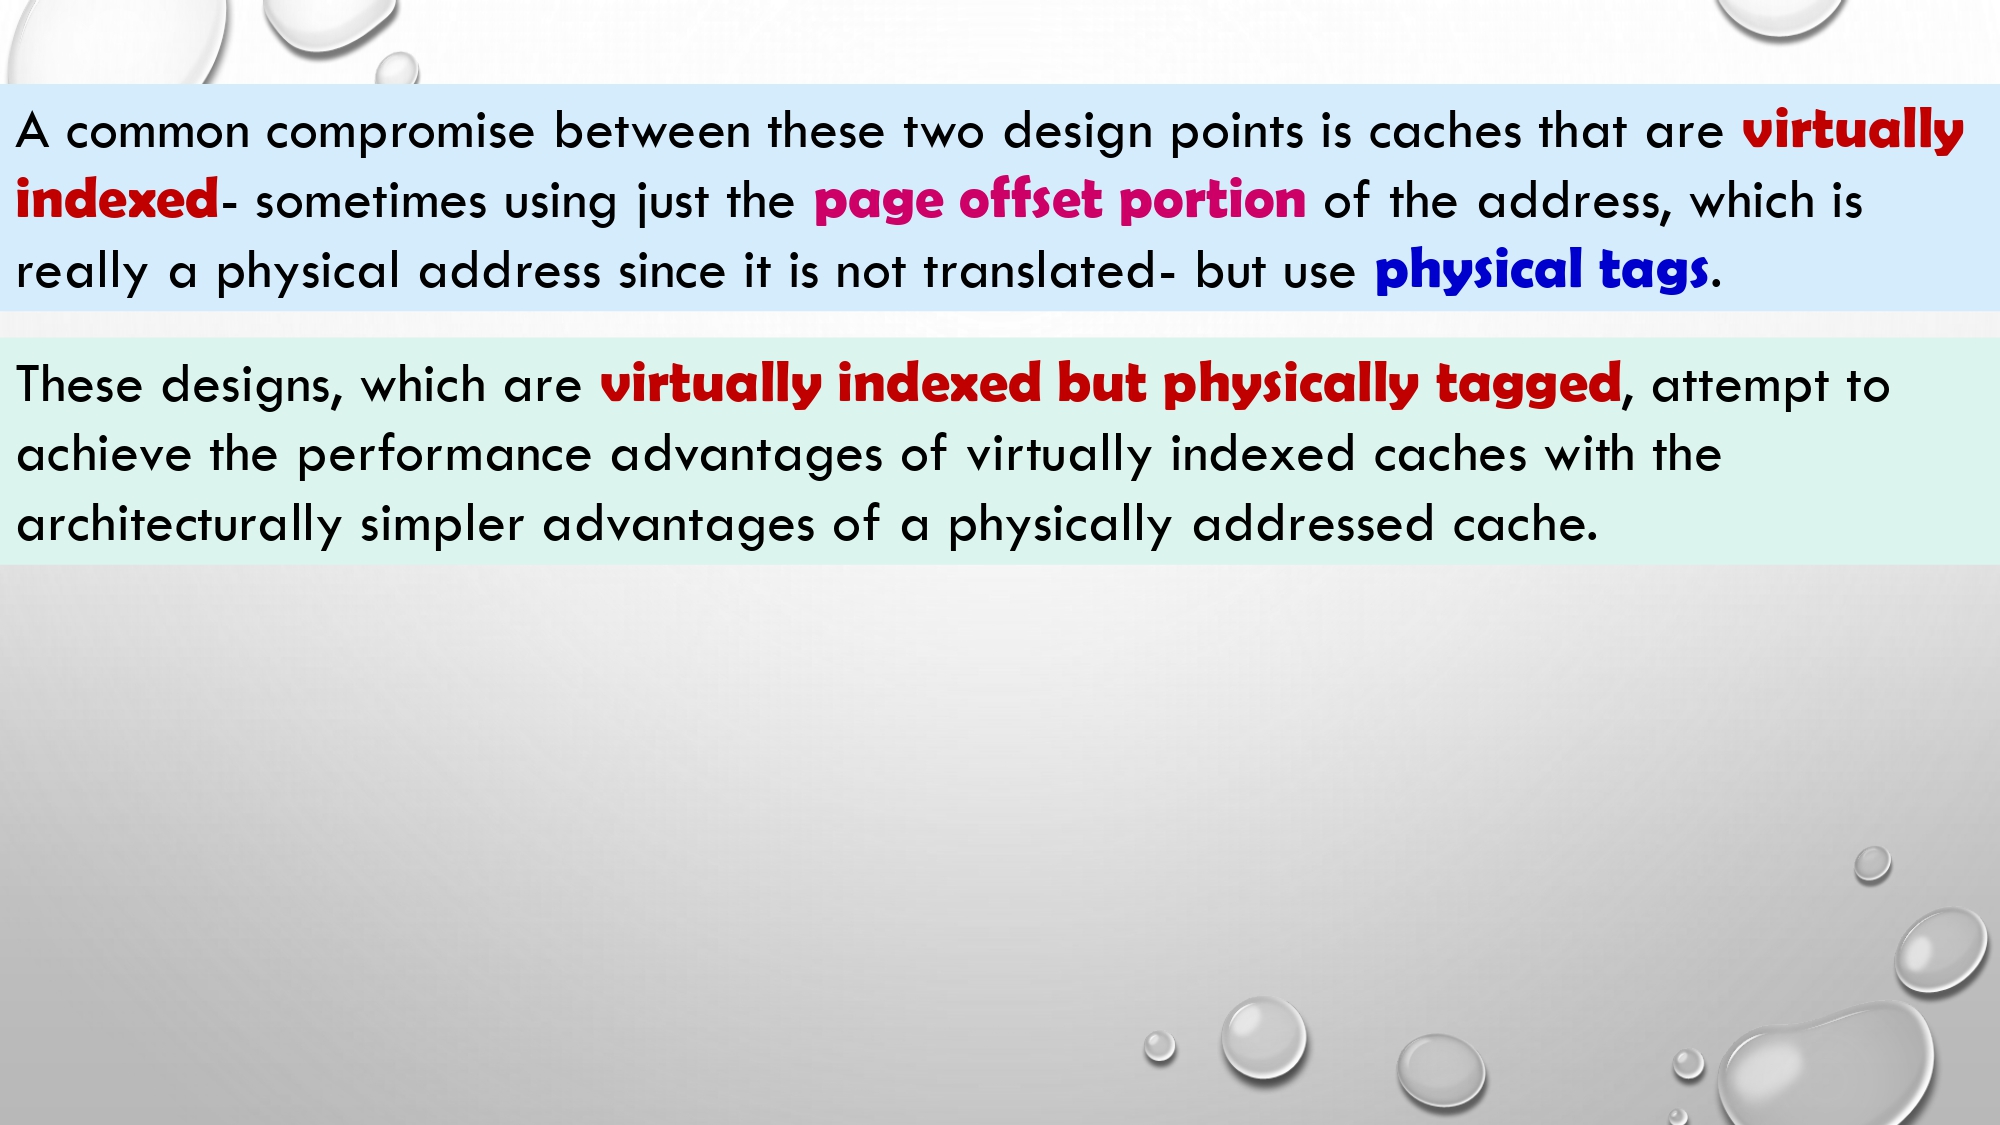 A common compromise between these two design points is caches that are virtually
indexed- sometimes using just the page offset portion of the address, which is
really a physical address since it is not translated- but use physical tags.
These designs, which are virtually indexed but physically tagged, attempt to
achieve the performance advantages of virtually indexed caches with the
architecturally simpler advantages of a physically addressed cache.